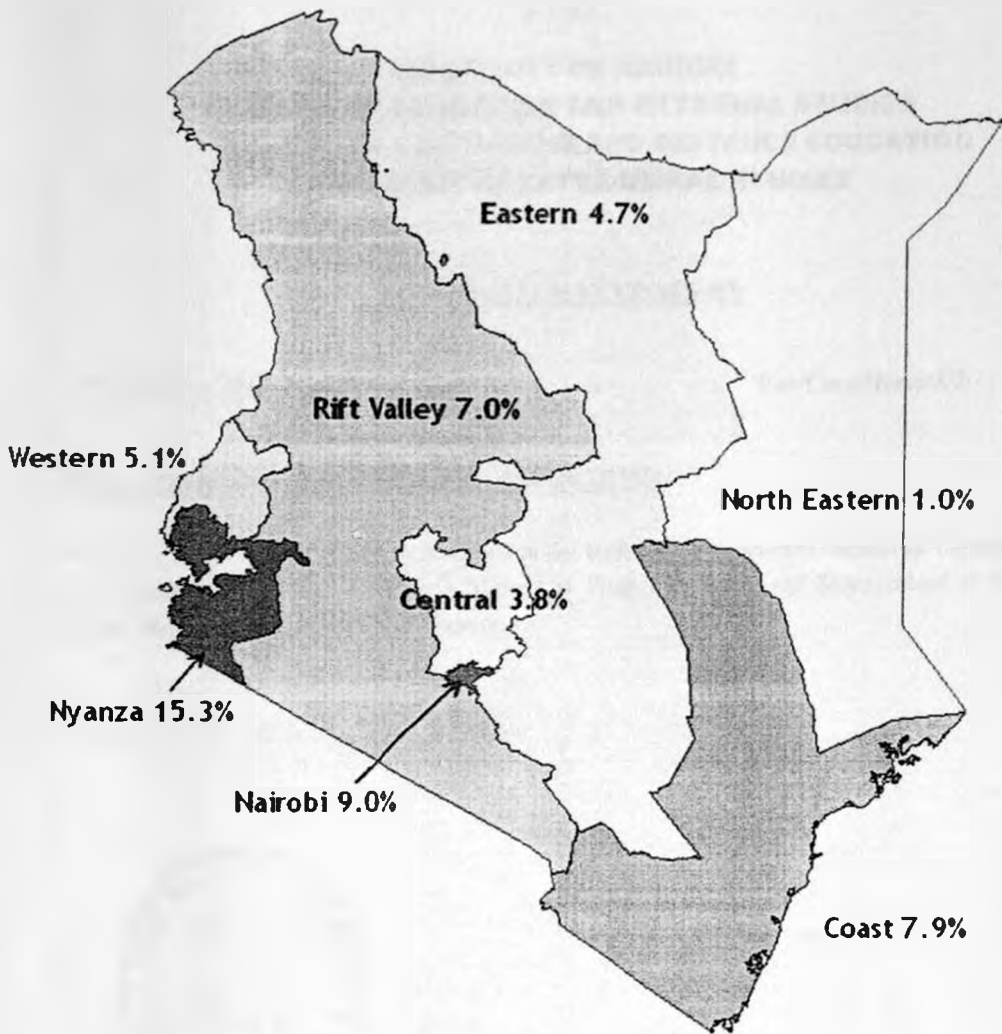 Eastern 4.7%
Rift Valley 7.0%
Western 5.1%
North Eastern 1.0%
Central 3.8%
Nyanza 15.3%
Nairobi 9.0%
Coast 7.9%